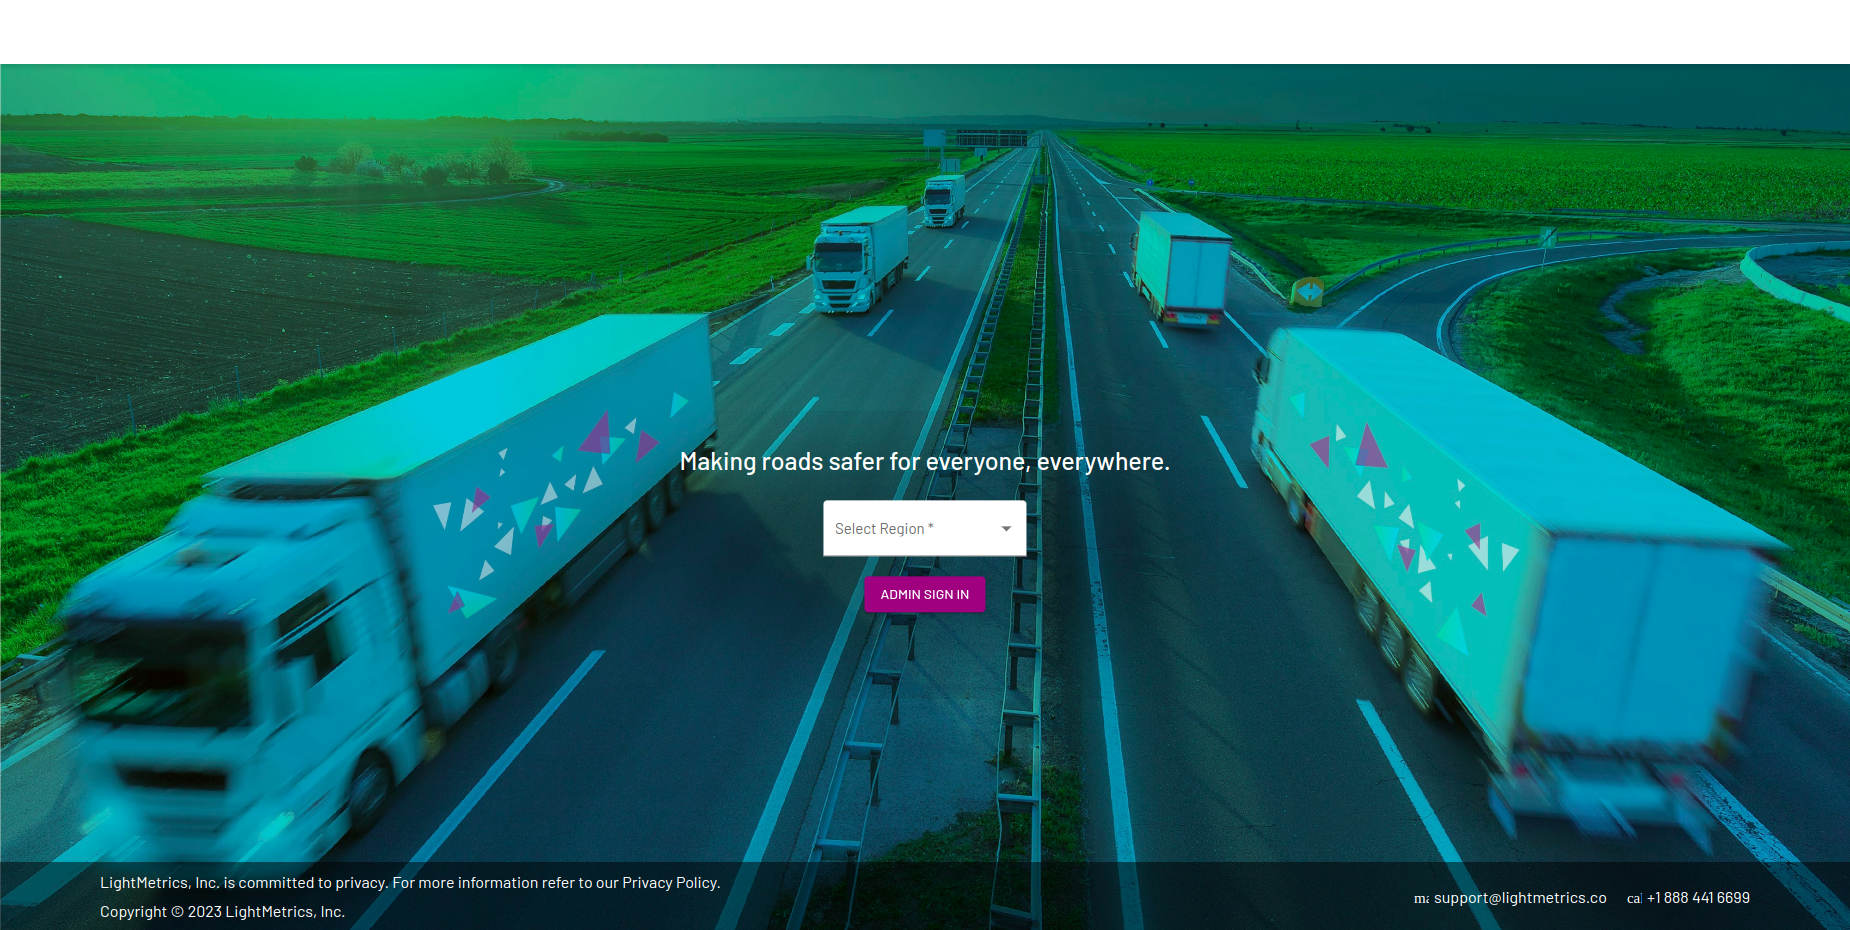 Making roads safer for everyone, everywhere.
Select Region *
ADMIN SIGN IN
LightMetrics, Inc. is committed to privacy. For more information refer to our Privacy Policy.
Copyright © 2023 LightMetrics, Inc.
support@lightmetrics.co
+1 888 441 6699